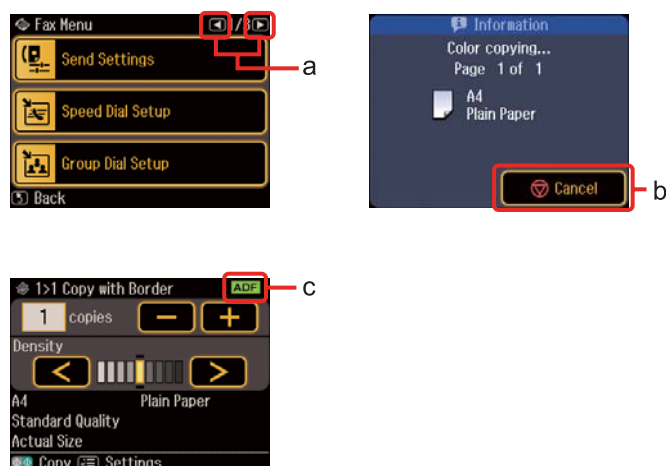 Fax Menu 1/3
Send Settings
a
Speed Dial Setup
Group Dial Setup
Back
Information
Color copying...
Page 1 of 1
A4
Plain Paper
Cancel
b
1>1 Copy with Border ADF
c
1 copies − +
Density
< >
A4 Plain Paper
Standard Quality
Actual Size
Copy Settings